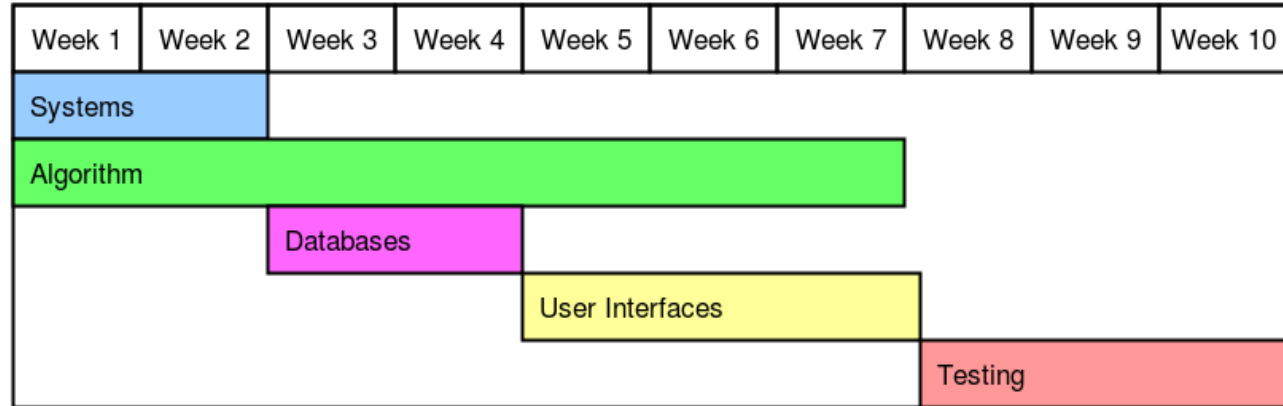 Week 1 Week 2 Week 3 Week 4 Week 5 Week 6 Week 7 Week 8 Week 9 Week 10
Systems
Algorithm
Databases
User Interfaces
Testing